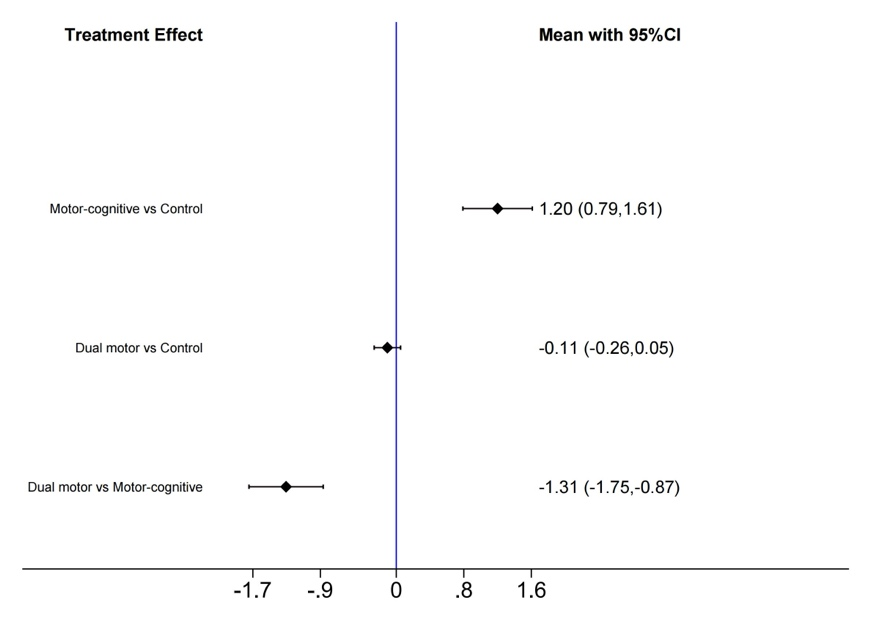 Treatment Effect Mean with 95%CI
Motor-cognitive vs Control 1.20 (0.79,1.61)
Dual motor vs Control -0.11 (-0.26,0.05)
Dual motor vs Motor-cognitive -1.31 (-1.75,-0.87)
-1.7 -.9 0 .8 1.6